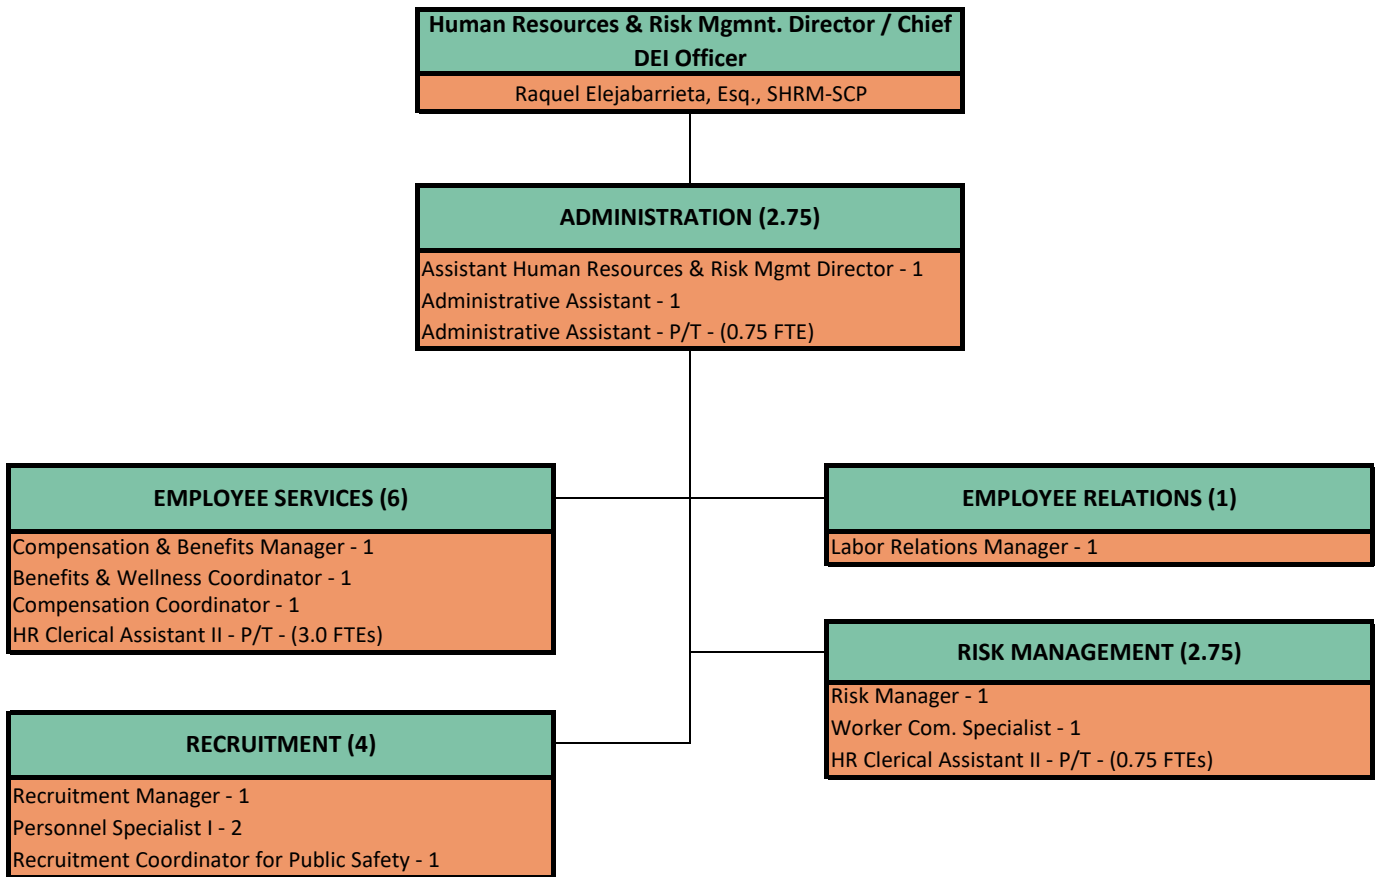 Human Resources & Risk Mgmnt. Director / Chief
DEI Officer
Raquel Elejabarrieta, Esq., SHRM-SCP
ADMINISTRATION (2.75)
Assistant Human Resources & Risk Mgmt Director - 1
Administrative Assistant - 1
Administrative Assistant - P/T - (0.75 FTE)
EMPLOYEE SERVICES (6)
Compensation & Benefits Manager - 1
Benefits & Wellness Coordinator - 1
Compensation Coordinator - 1
HR Clerical Assistant II - P/T - (3.0 FTEs)
EMPLOYEE RELATIONS (1)
Labor Relations Manager - 1
RISK MANAGEMENT (2.75)
Risk Manager - 1
Worker Com. Specialist - 1
HR Clerical Assistant II - P/T - (0.75 FTEs)
RECRUITMENT (4)
Recruitment Manager - 1
Personnel Specialist I - 2
Recruitment Coordinator for Public Safety - 1